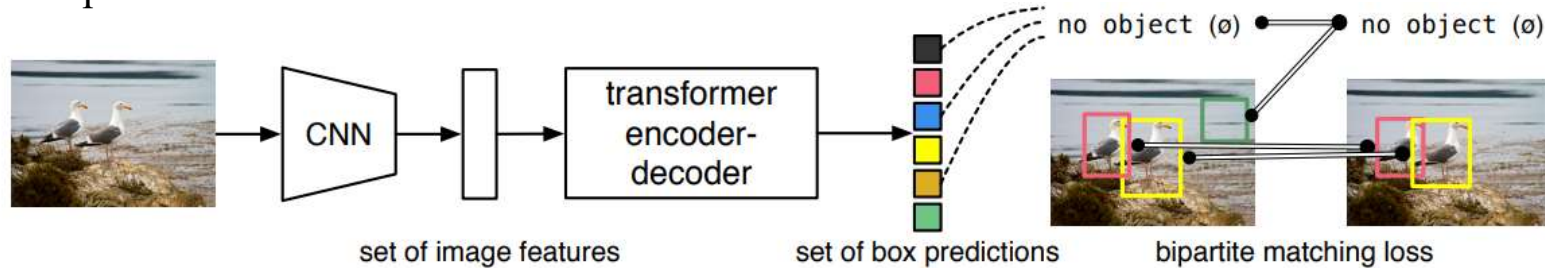 no object (ø)
no object (ø)
CNN
transformer
encoder-
decoder
set of image features
set of box predictions
bipartite matching loss